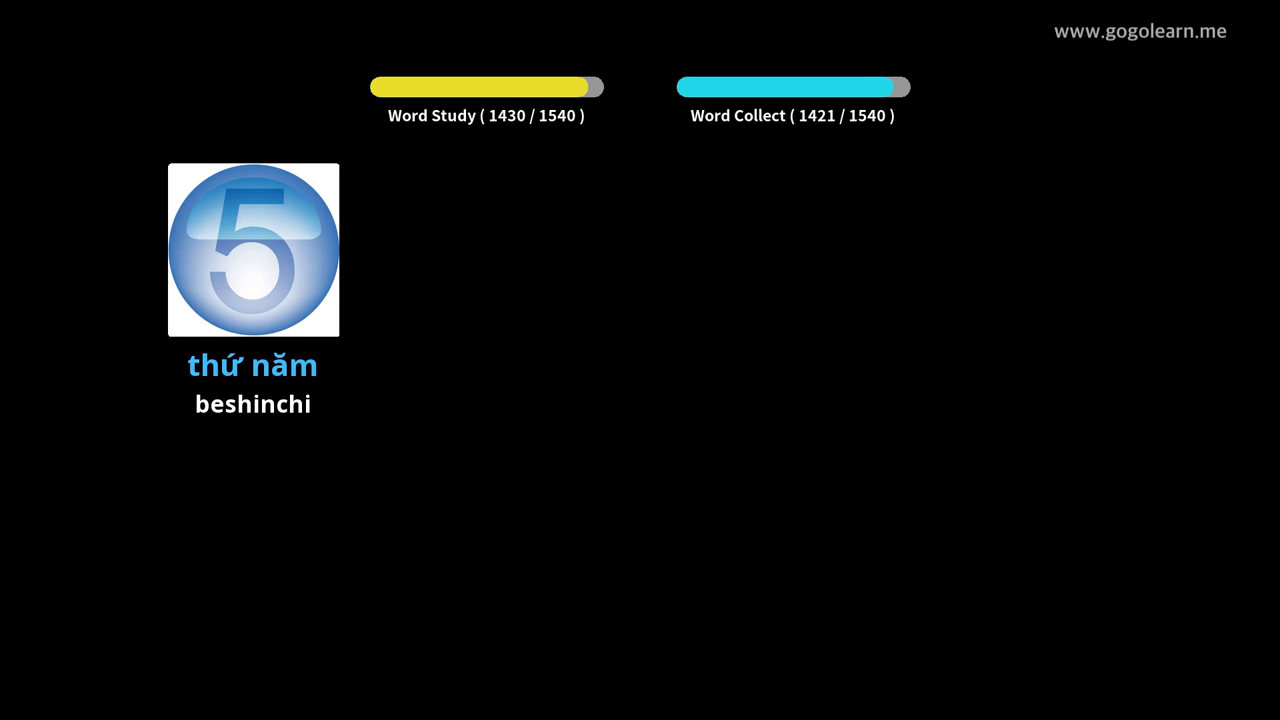 www.gogolearn.me
Word Study ( 1430 / 1540 )
Word Collect ( 1421 / 1540 )
5
thứ năm
beshinchi